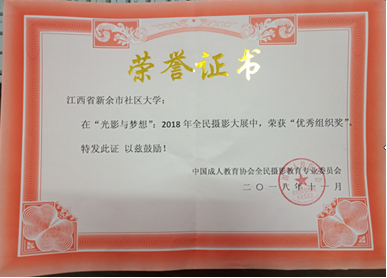 荣誉证书
江西省新余市社区大学：
在“光影与梦想”：2018年全民摄影大展中，荣获“优秀组织奖”，
特发此证 以兹鼓励！
中国成人教育协会全民摄影教育专业委员会
二〇一八年十一月